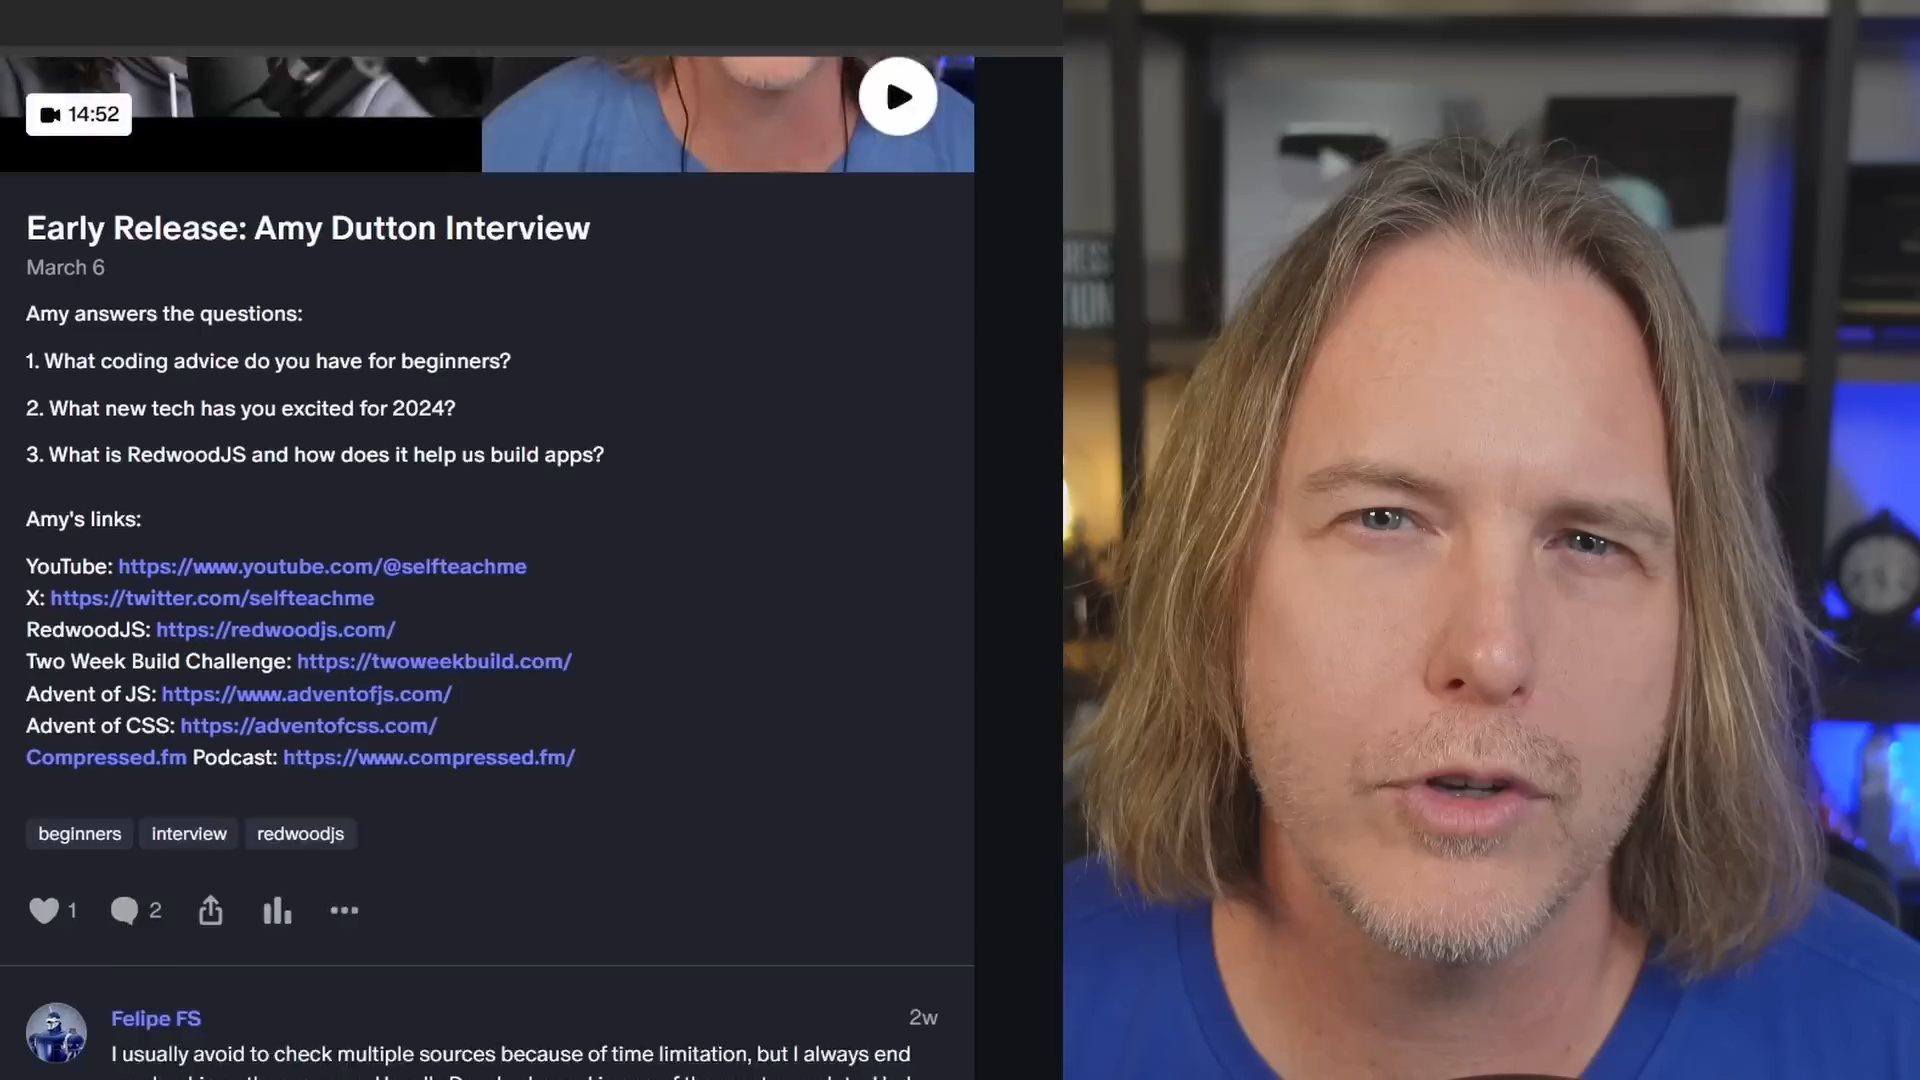 14:52
Early Release: Amy Dutton Interview
March 6
Amy answers the questions:
1. What coding advice do you have for beginners?
2. What new tech has you excited for 2024?
3. What is RedwoodJS and how does it help us build apps?
Amy's links:
YouTube: https://www.youtube.com/@selfteachme
X: https://twitter.com/selfteachme
RedwoodJS: https://redwoodjs.com/
Two Week Build Challenge: https://twoweekbuild.com/
Advent of JS: https://www.adventofjs.com/
Advent of CSS: https://adventofcss.com/
Compressed.fm Podcast: https://www.compressed.fm/
beginners interview redwoodjs
1 2
Felipe FS 2w
I usually avoid to check multiple sources because of time limitation, but I always end